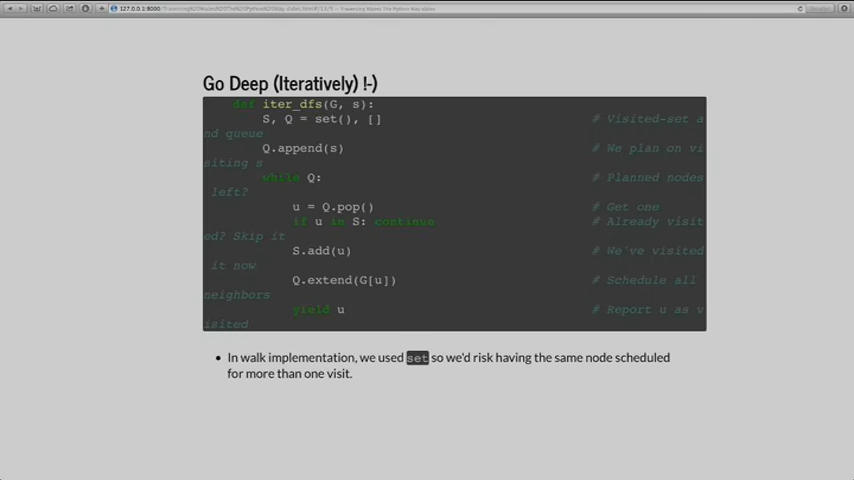 Go Deep (Iteratively) !-)
def iter_dfs(G, s):
S, Q = set(), [] # Visited-set a
nd queue
Q.append(s) # We plan on vi
siting s
while Q: # Planned nodes
left?
u = Q.pop() # Get one
if u in S: continue # Already visit
ed? Skip it
S.add(u) # We've visited
it now
Q.extend(G[u]) # Schedule all
neighbors
yield u # Report u as v
isited
• In walk implementation, we used set so we'd risk having the same node scheduled
for more than one visit.